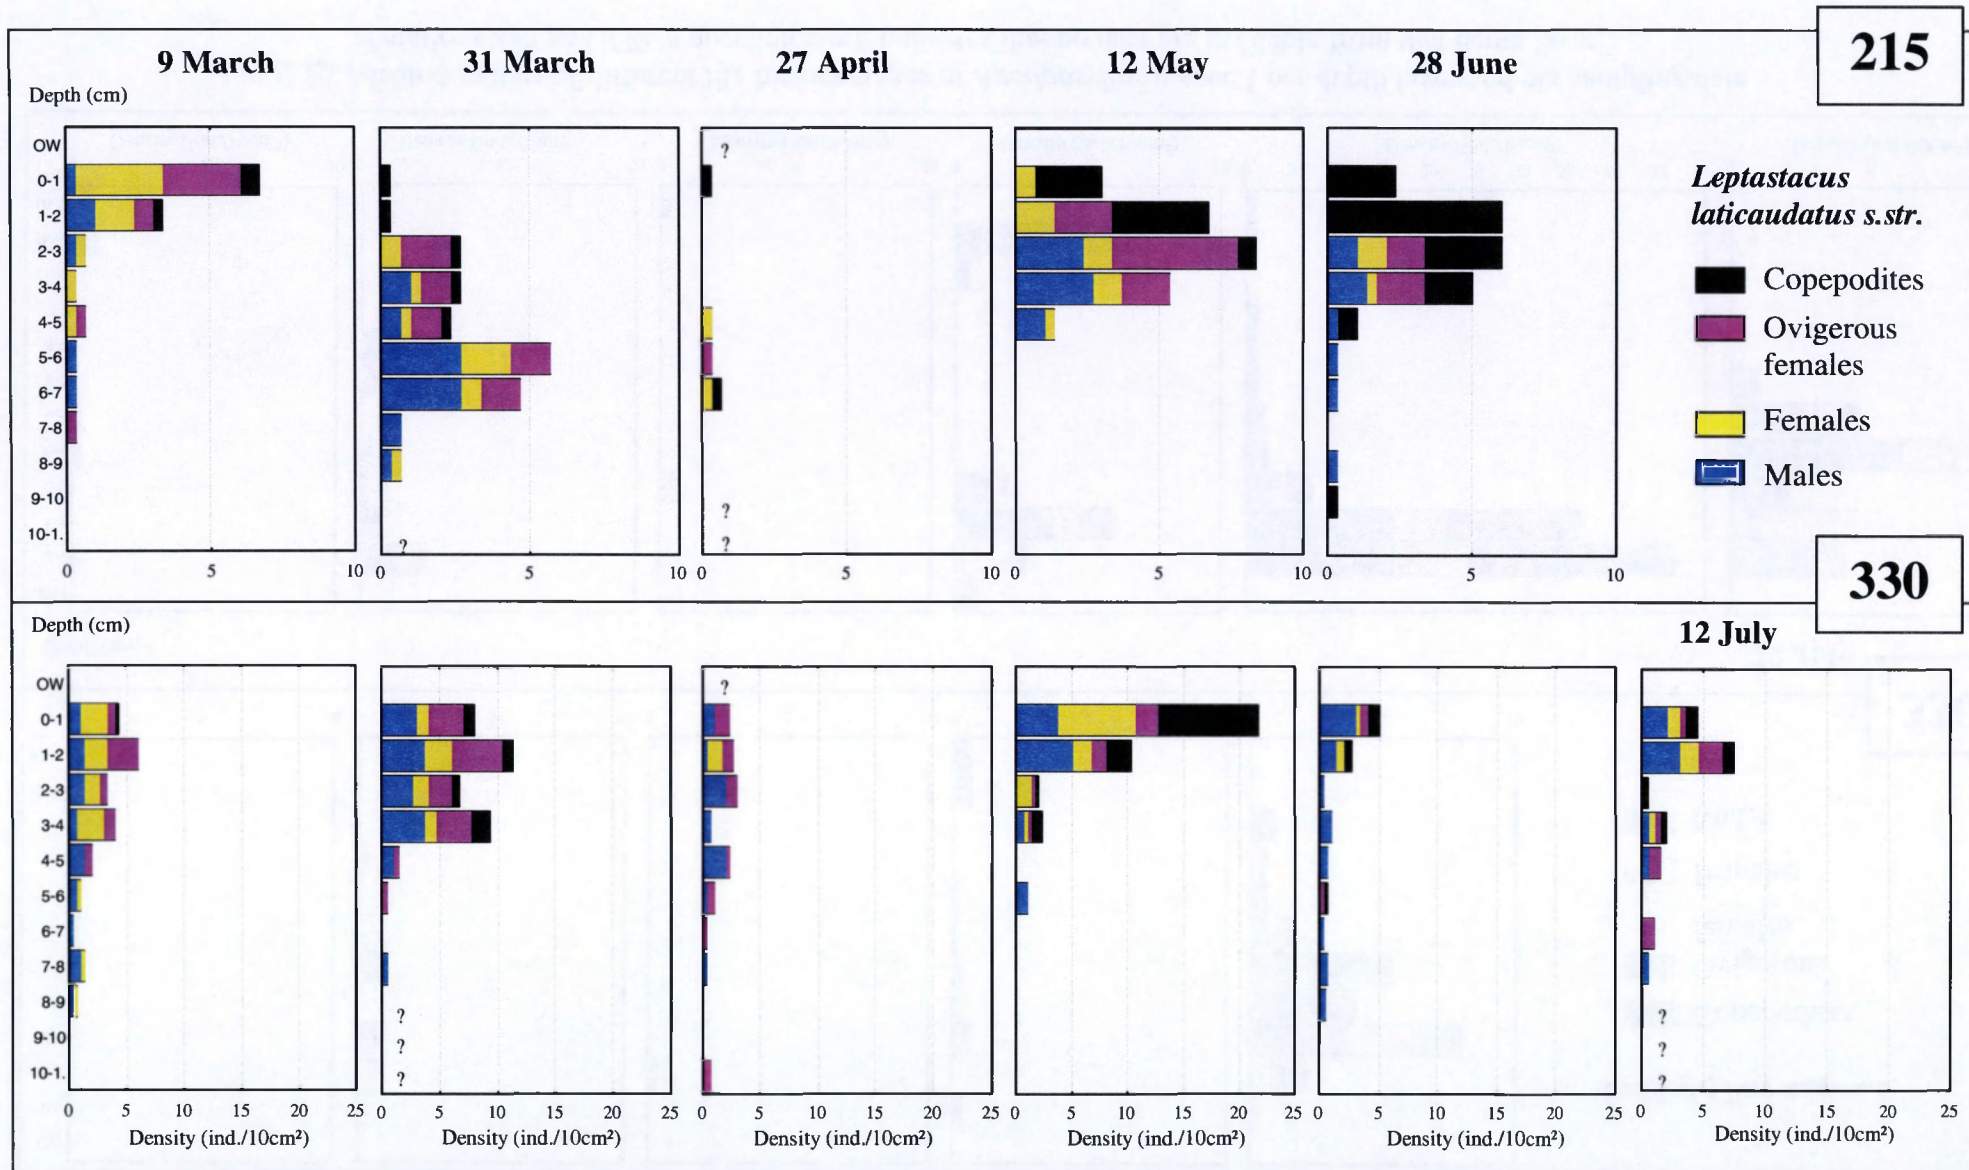 215
9 March 31 March 27 April 12 May 28 June
Depth (cm)
OW
0-1
1-2
2-3
3-4
4-5
5-6
6-7
7-8
8-9
9-10
10-1.
?
?
?
?
0 5 10 0 5 10 0 5 10 0 5 10 0 5 10
Leptastacus
laticaudatus s.str.
Copepodites
Ovigerous
females
Females
Males
330
12 July
Depth (cm)
OW
0-1
1-2
2-3
3-4
4-5
5-6
6-7
7-8
8-9
9-10
10-1.
?
?
?
?
?
?
?
0 5 10 15 20 25 0 5 10 15 20 25 0 5 10 15 20 25 0 5 10 15 20 25 0 5 10 15 20 25 0 5 10 15 20 25
Density (ind./10cm²) Density (ind./10cm²) Density (ind./10cm²) Density (ind./10cm²) Density (ind./10cm²) Density (ind./10cm²)